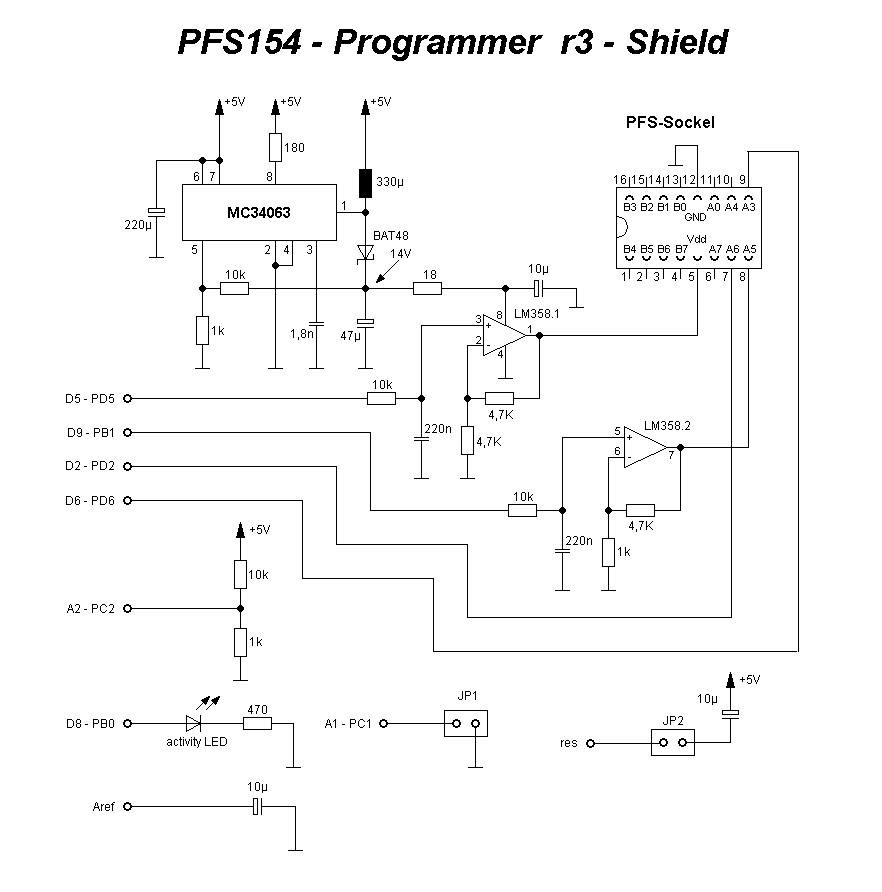 PFS154 - Programmer r3 - Shield
+5V +5V +5V
PFS-Sockel
180
16 15 14 13 12 11 10 9
6 7 8
330µ
B3 B2 B1 B0 A0 A4 A3
GND
MC34063
1
220µ
BAT48
Vdd
B4 B5 B6 B7 A7 A6 A5
5 2 4 3
14V
1 2 3 4 5 6 7 8
10k 18 10µ
1k 1,8n 47µ
8 LM358.1
3 + 1
2 -
4
10k
D5 - PD5
4,7K
220n
4,7K
D9 - PB1
LM358.2
5 +
6 - 7
D2 - PD2
D6 - PD6
10k
4,7K
+5V
220n 1k
10k
A2 - PC2
1k
+5V
10µ
JP1
470
D8 - PB0
A1 - PC1
JP2
activity LED
res
10µ
Aref